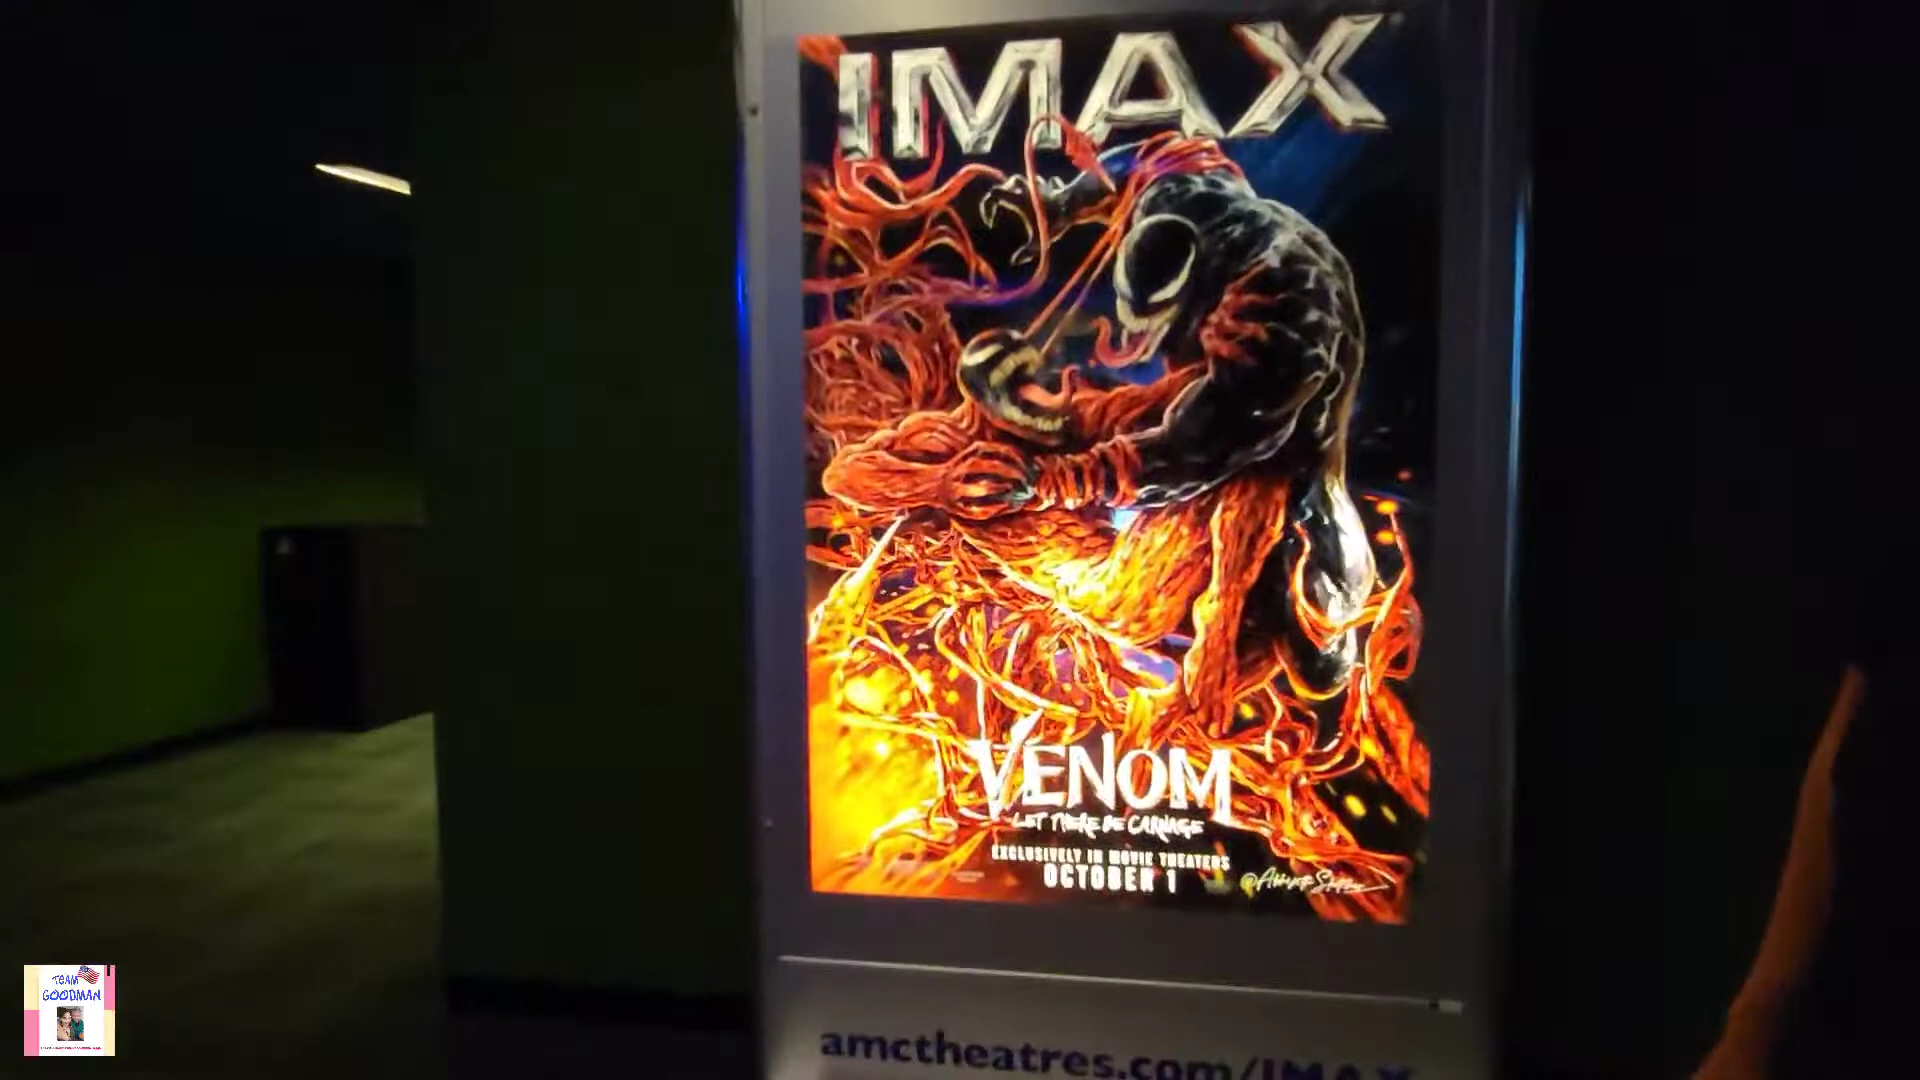 IMAX
VENOM
LET THERE BE CARNAGE
EXCLUSIVELY IN MOVIE THEATERS
OCTOBER 1
amctheatres.com/IMAX
TEAM
GOODMAN